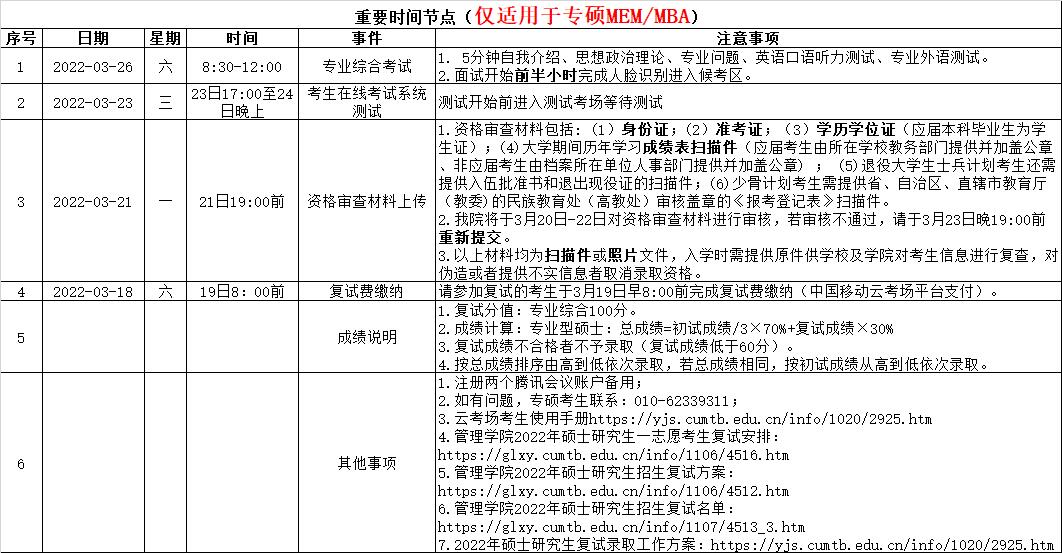 重要时间节点（仅适用于专硕MEM/MBA）
序号 日期 星期 时间 事件 注意事项
1 2022-03-26 六 8:30-12:00 专业综合考试
1. 5分钟自我介绍、思想政治理论、专业问题、英语口语听力测试、专业外语测试。
2.面试开始前半小时完成人脸识别进入候考区。
2 2022-03-23 三
23日17:00至24
日晚上
考生在线考试系统
测试
测试开始前进入测试考场等待测试
3 2022-03-21 一 21日19:00前 资格审查材料上传
1.资格审查材料包括:（1）身份证；（2）准考证；（3）学历学位证（应届本科毕业生为学
生证）；（4）大学期间历年学习成绩表扫描件（应届考生由所在学校教务部门提供并加盖公章
、非应届考生由档案所在单位人事部门提供并加盖公章）；（5）退役大学生士兵计划考生还需
提供入伍批准书和退出现役证的扫描件；(6)少骨计划考生需提供省、自治区、直辖市教育厅
（教委)的民族教育处（高教处）审核盖章的《报考登记表》扫描件。
2.我院将于3月20日-22日对资格审查材料进行审核，若审核不通过，请于3月23日晚19:00前
重新提交。
3.以上材料均为扫描件或照片文件，入学时需提供原件供学校及学院对考生信息进行复查，对
伪造或者提供不实信息者取消录取资格。
4 2022-03-18 六 19日8：00前 复试费缴纳 请参加复试的考生于3月19日早8:00前完成复试费缴纳（中国移动云考场平台支付）。
5 成绩说明
1.复试分值：专业综合100分。
2.成绩计算：专业型硕士：总成绩=初试成绩/3×70%+复试成绩×30%
3.复试成绩不合格者不予录取（复试成绩低于60分）。
4.按总成绩排序由高到低依次录取，若总成绩相同，按初试成绩从高到低依次录取。
6 其他事项
1.注册两个腾讯会议账户备用；
2.如有问题，专硕考生联系：010-62339311；
3.云考场考生使用手册https://yjs.cumtb.edu.cn/info/1020/2925.htm
4.管理学院2022年硕士研究生一志愿考生复试安排：
https://glxy.cumtb.edu.cn/info/1106/4516.htm
5.管理学院2022年硕士研究生招生复试方案：
https://glxy.cumtb.edu.cn/info/1106/4512.htm
6.管理学院2022年硕士研究生招生复试名单：
https://glxy.cumtb.edu.cn/info/1107/4513_3.htm
7.2022年硕士研究生复试录取工作方案：https://yjs.cumtb.edu.cn/info/1020/2925.htm